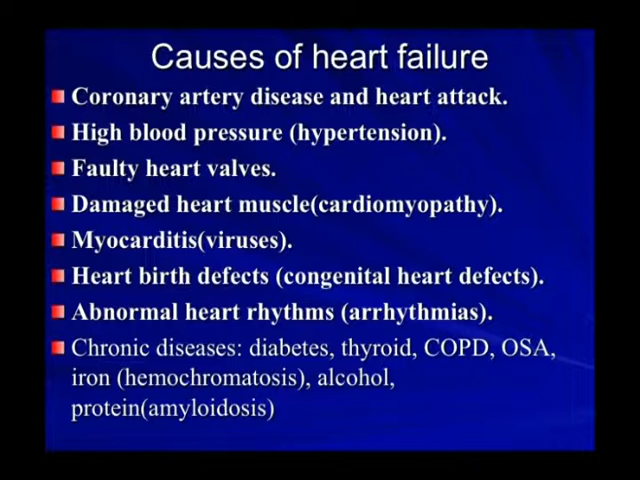 Causes of heart failure
Coronary artery disease and heart attack.
High blood pressure (hypertension).
Faulty heart valves.
Damaged heart muscle(cardiomyopathy).
Myocarditis(viruses).
Heart birth defects (congenital heart defects).
Abnormal heart rhythms (arrhythmias).
Chronic diseases: diabetes, thyroid, COPD, OSA,
iron (hemochromatosis), alcohol,
protein(amyloidosis)